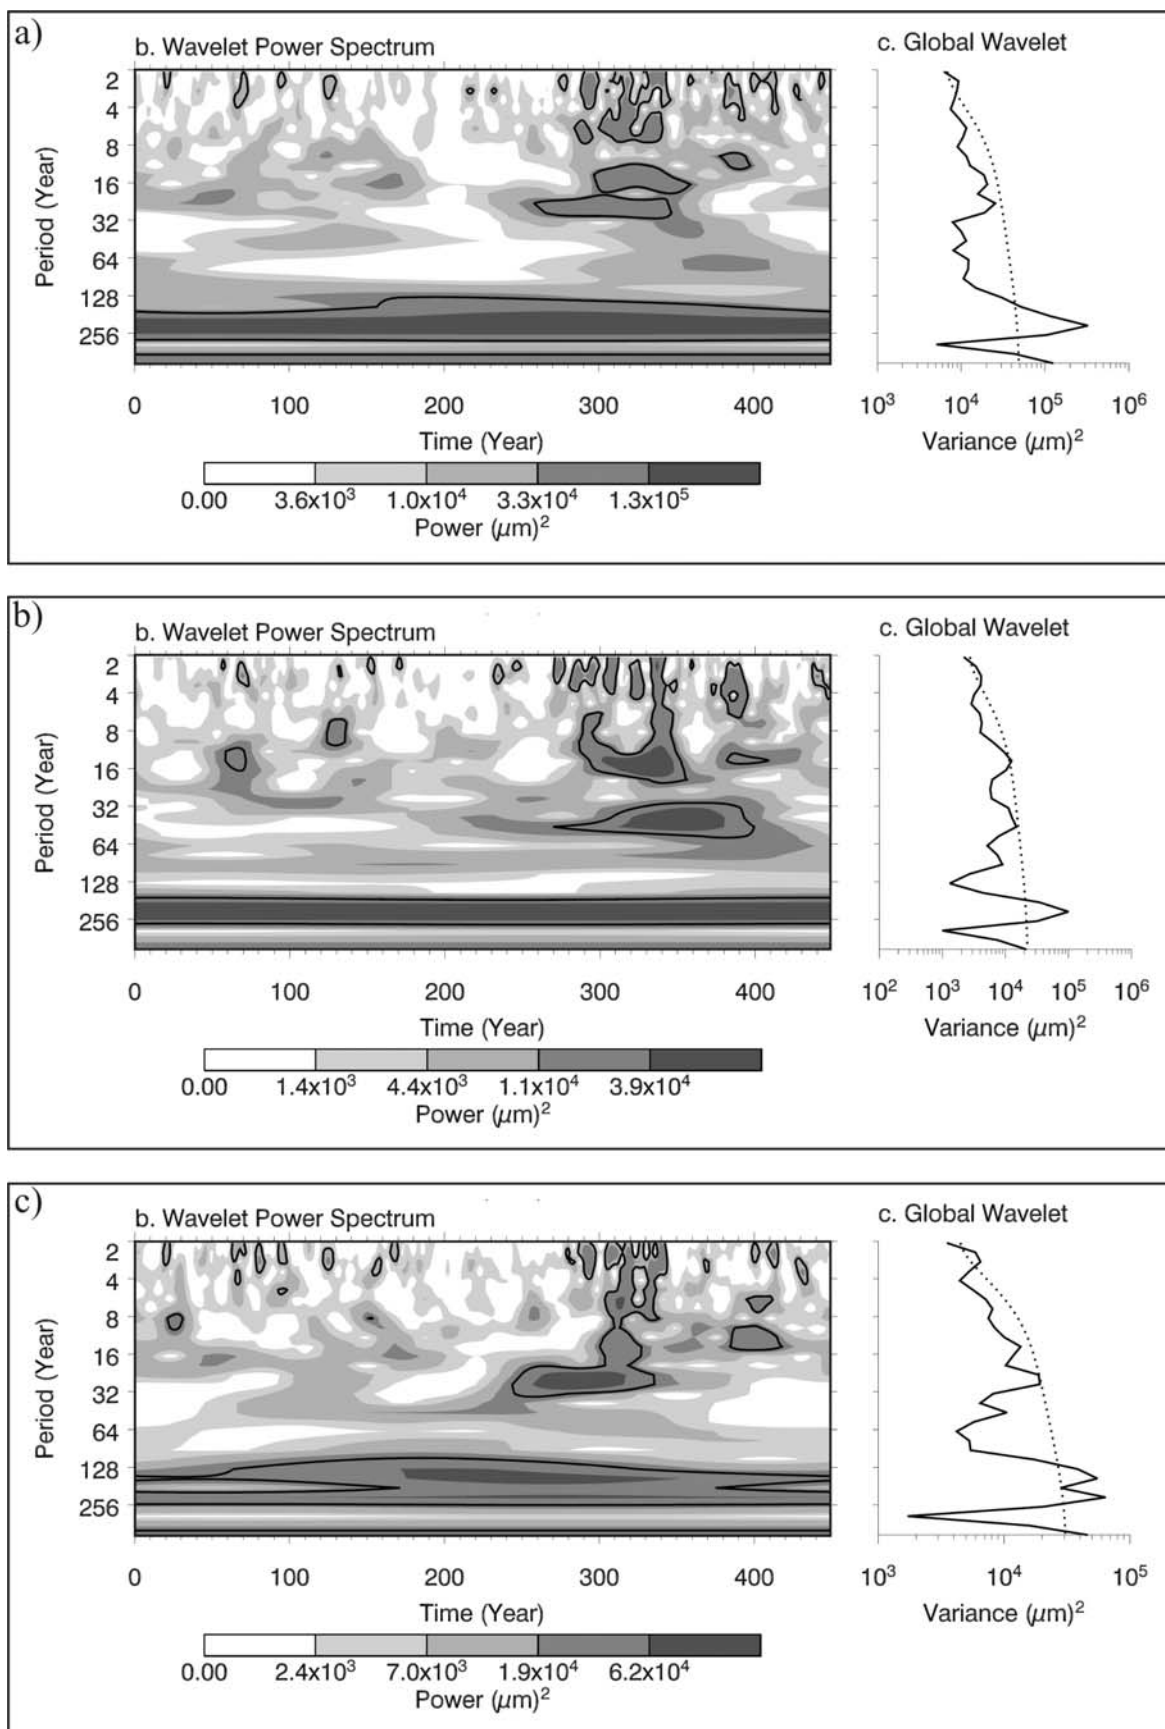 a)
b. Wavelet Power Spectrum
c. Global Wavelet
2
4
8
16
32
64
128
256
Period (Year)
0 100 200 300 400
Time (Year)
10³ 10⁴ 10⁵ 10⁶
Variance (μm)²
0.00 3.6x10³ 1.0x10⁴ 3.3x10⁴ 1.3x10⁵
Power (μm)²
b)
b. Wavelet Power Spectrum
c. Global Wavelet
2
4
8
16
32
64
128
256
Period (Year)
0 100 200 300 400
Time (Year)
10² 10³ 10⁴ 10⁵ 10⁶
Variance (μm)²
0.00 1.4x10³ 4.4x10³ 1.1x10⁴ 3.9x10⁴
Power (μm)²
c)
b. Wavelet Power Spectrum
c. Global Wavelet
2
4
8
16
32
64
128
256
Period (Year)
0 100 200 300 400
Time (Year)
10³ 10⁴ 10⁵
Variance (μm)²
0.00 2.4x10³ 7.0x10³ 1.9x10⁴ 6.2x10⁴
Power (μm)²